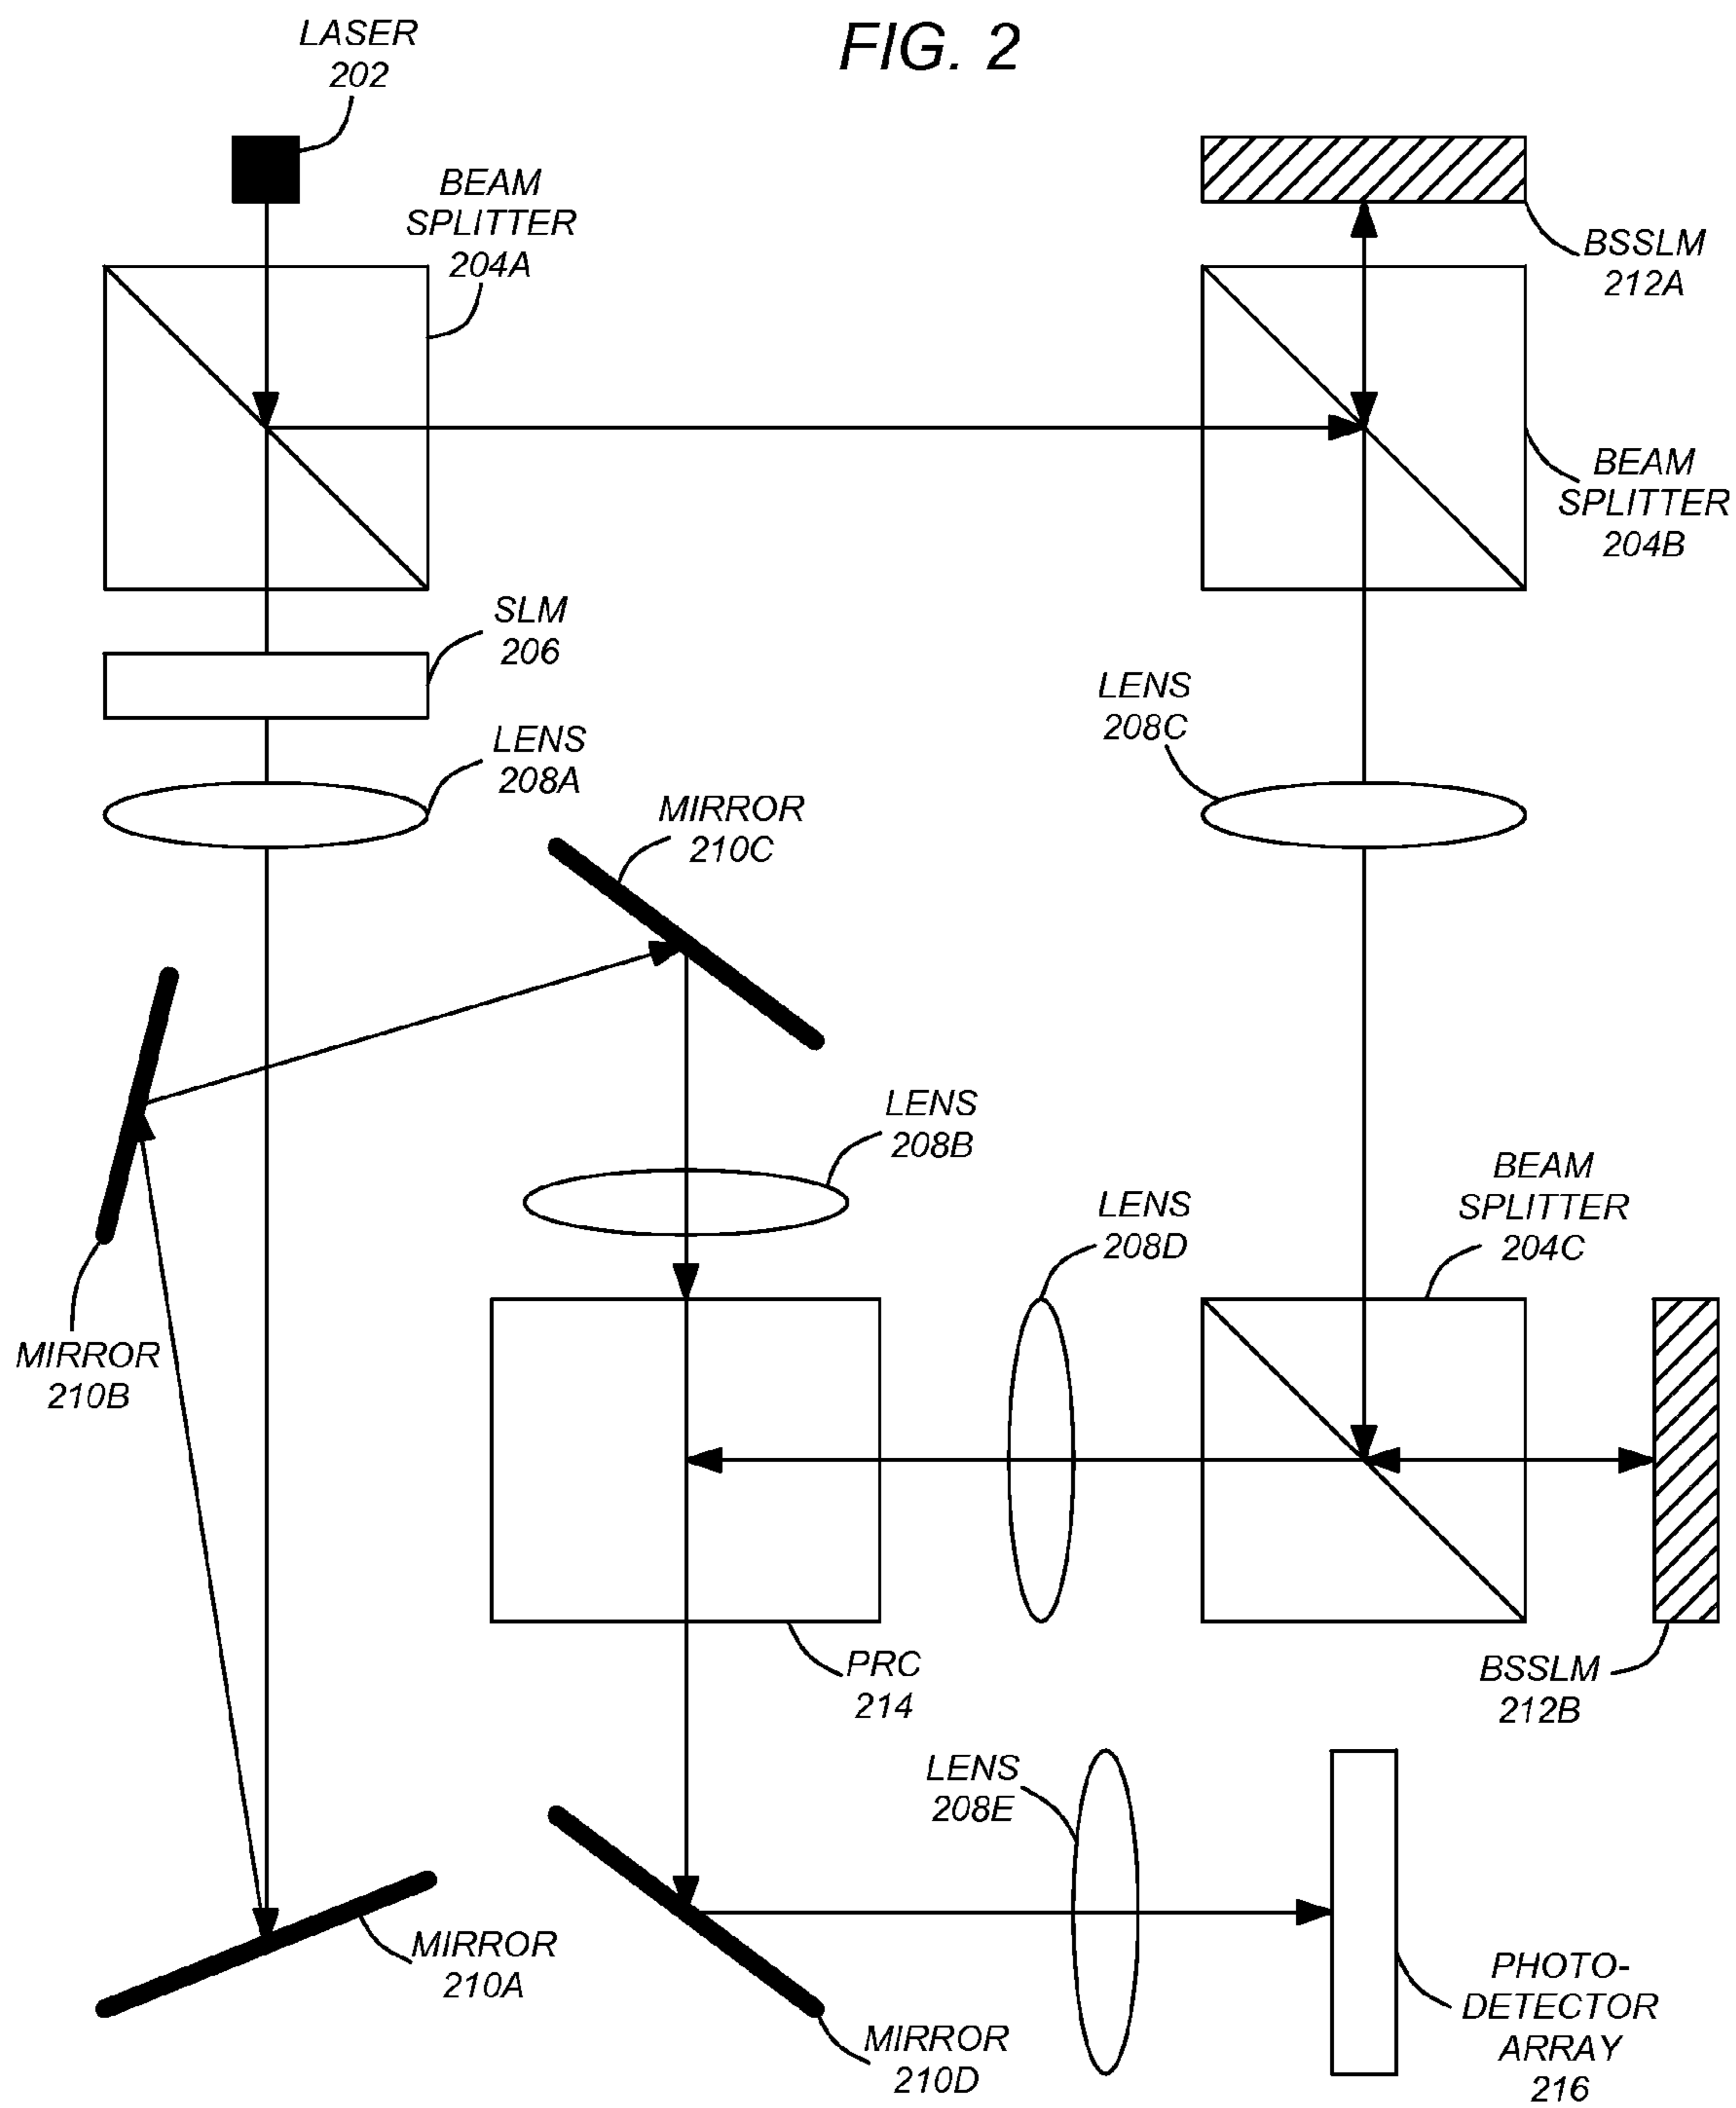 FIG. 2
LASER
202
BEAM
SPLITTER
204A
BSSLM
212A
BEAM
SPLITTER
204B
SLM
206
LENS
208A
LENS
208C
MIRROR
210C
LENS
208B
LENS
208D
BEAM
SPLITTER
204C
MIRROR
210B
PRC
214
BSSLM
212B
LENS
208E
MIRROR
210A
MIRROR
210D
PHOTO-
DETECTOR
ARRAY
216